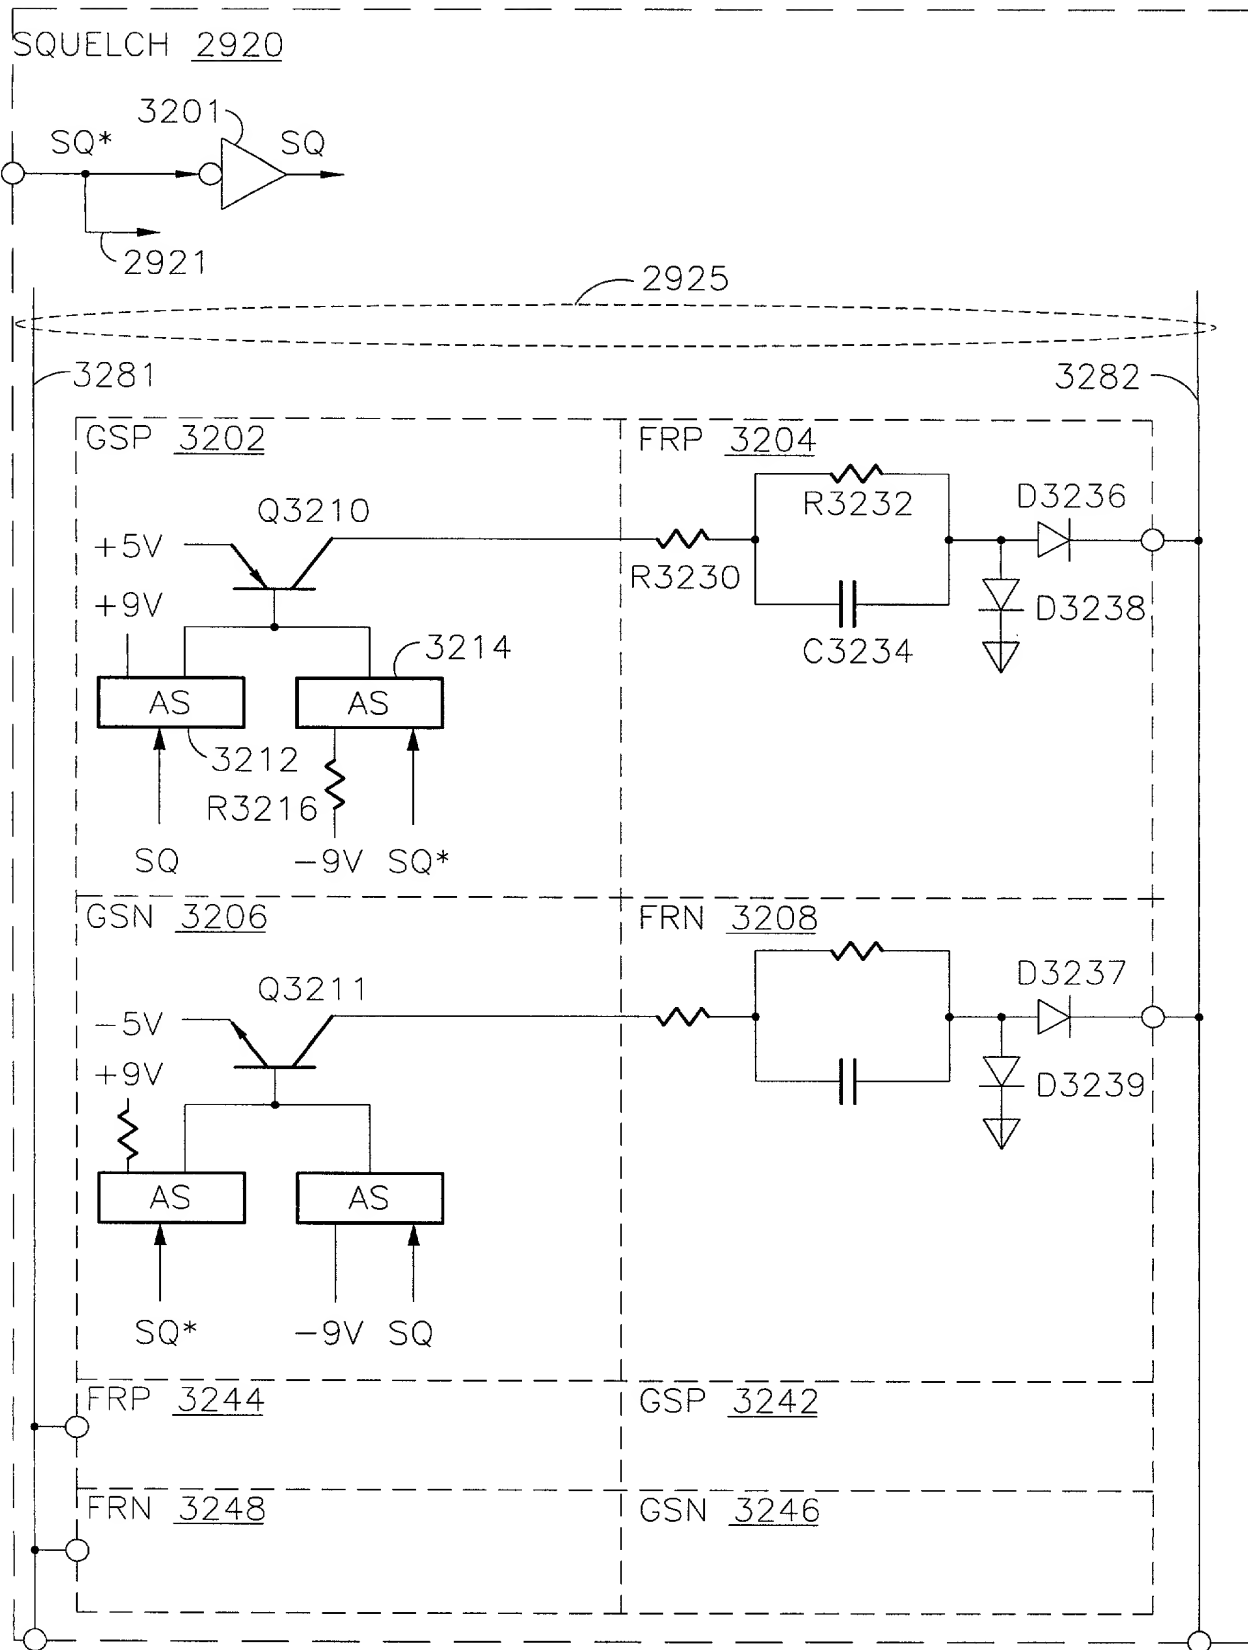 SQUELCH 2920
3201
SQ*
SQ
2921
2925
3281
3282
GSP 3202
FRP 3204
Q3210
R3232
D3236
+5V
R3230
+9V
D3238
C3234
3214
AS
AS
3212
R3216
SQ
-9V
SQ*
GSN 3206
FRN 3208
Q3211
D3237
-5V
+9V
D3239
AS
AS
SQ*
-9V
SQ
FRP 3244
GSP 3242
FRN 3248
GSN 3246